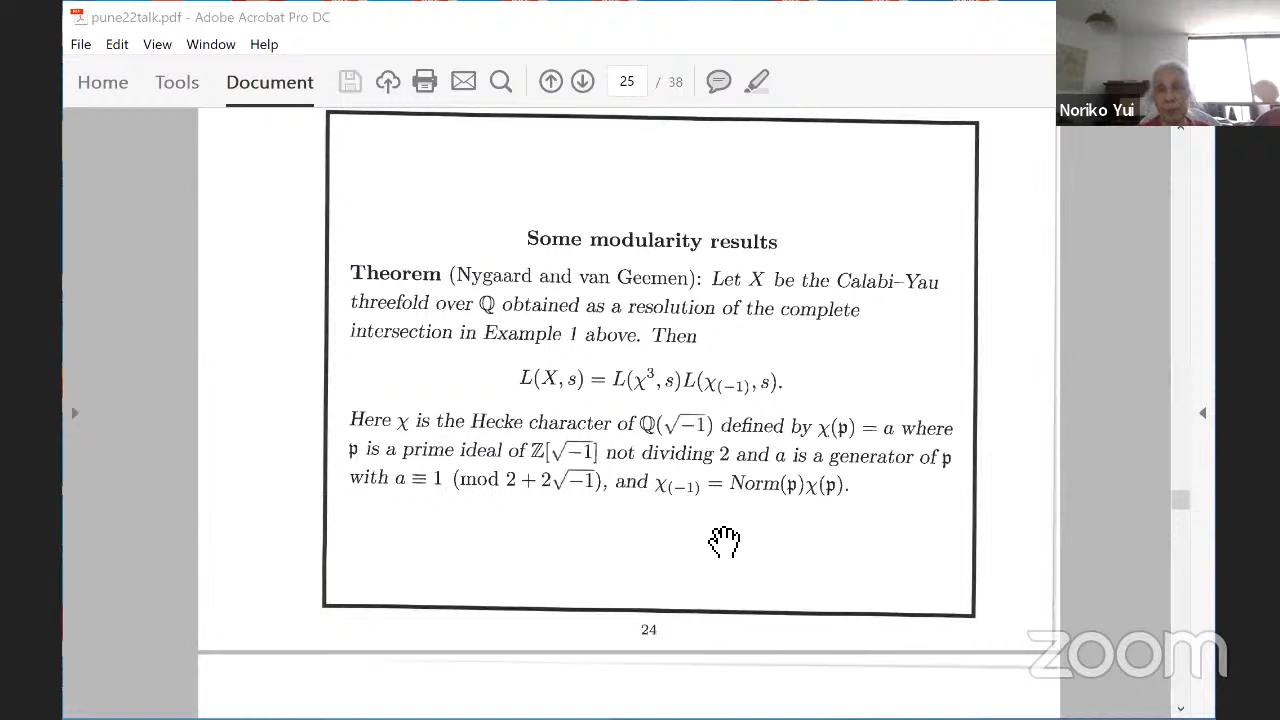 pune22talk.pdf - Adobe Acrobat Pro DC
File Edit View Window Help
Home Tools Document 25 / 38
Noriko Yui
Some modularity results
Theorem (Nygaard and van Geemen): Let X be the Calabi–Yau
threefold over ℚ obtained as a resolution of the complete
intersection in Example 1 above. Then
L(X, s) = L(χ³, s)L(χ₍₋₁₎, s).
Here χ is the Hecke character of ℚ(√−1) defined by χ(𝔭) = a where
𝔭 is a prime ideal of ℤ[√−1] not dividing 2 and a is a generator of 𝔭
with a ≡ 1 (mod 2 + 2√−1), and χ₍₋₁₎ = Norm(𝔭)χ(𝔭).
24
zoom